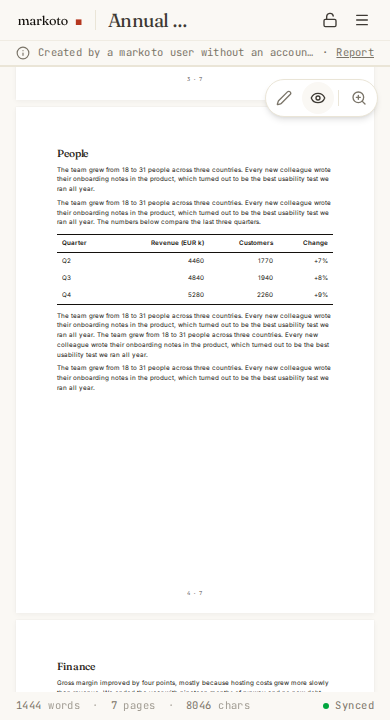 markoto
Annual ...
Created by a markoto user without an accoun… · Report
3 · 7
People
The team grew from 18 to 31 people across three countries. Every new colleague wrote
their onboarding notes in the product, which turned out to be the best usability test we
ran all year.
The team grew from 18 to 31 people across three countries. Every new colleague wrote
their onboarding notes in the product, which turned out to be the best usability test we
ran all year. The numbers below compare the last three quarters.
Quarter Revenue (EUR k) Customers Change
Q2 4460 1770 +7%
Q3 4840 1940 +8%
Q4 5280 2260 +9%
The team grew from 18 to 31 people across three countries. Every new colleague wrote
their onboarding notes in the product, which turned out to be the best usability test we
ran all year. The team grew from 18 to 31 people across three countries. Every new
colleague wrote their onboarding notes in the product, which turned out to be the best
usability test we ran all year.
The team grew from 18 to 31 people across three countries. Every new colleague wrote
their onboarding notes in the product, which turned out to be the best usability test we
ran all year.
4 · 7
Finance
Gross margin improved by four points, mostly because hosting costs grew more slowly
1444 words · 7 pages · 8046 chars
Synced